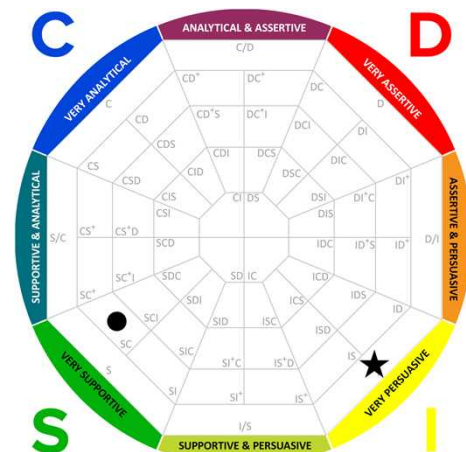 C
D
ANALYTICAL & ASSERTIVE
C/D
VERY ANALYTICAL
VERY ASSERTIVE
CD⁺ DC⁺
C CD⁺S DC⁺I DC D
CD DCI DI
CDS CDI DCS DIC
CS CSD CID DSC DI⁺
CIS CI DS DSI DI⁺C
SUPPORTIVE & ANALYTICAL
ASSERTIVE & PERSUASIVE
CSI DIS
S/C CS⁺ CS⁺D SCD IDC ID⁺S ID⁺ D/I
SC⁺I SDC SD IC ICD
SC⁺ SDI ICS IDS
SCI SID ISC ISD ID
SC SIC IS
S SI⁺C IS⁺D
SI SI⁺ IS⁺
VERY SUPPORTIVE
VERY PERSUASIVE
I/S
S
SUPPORTIVE & PERSUASIVE
I